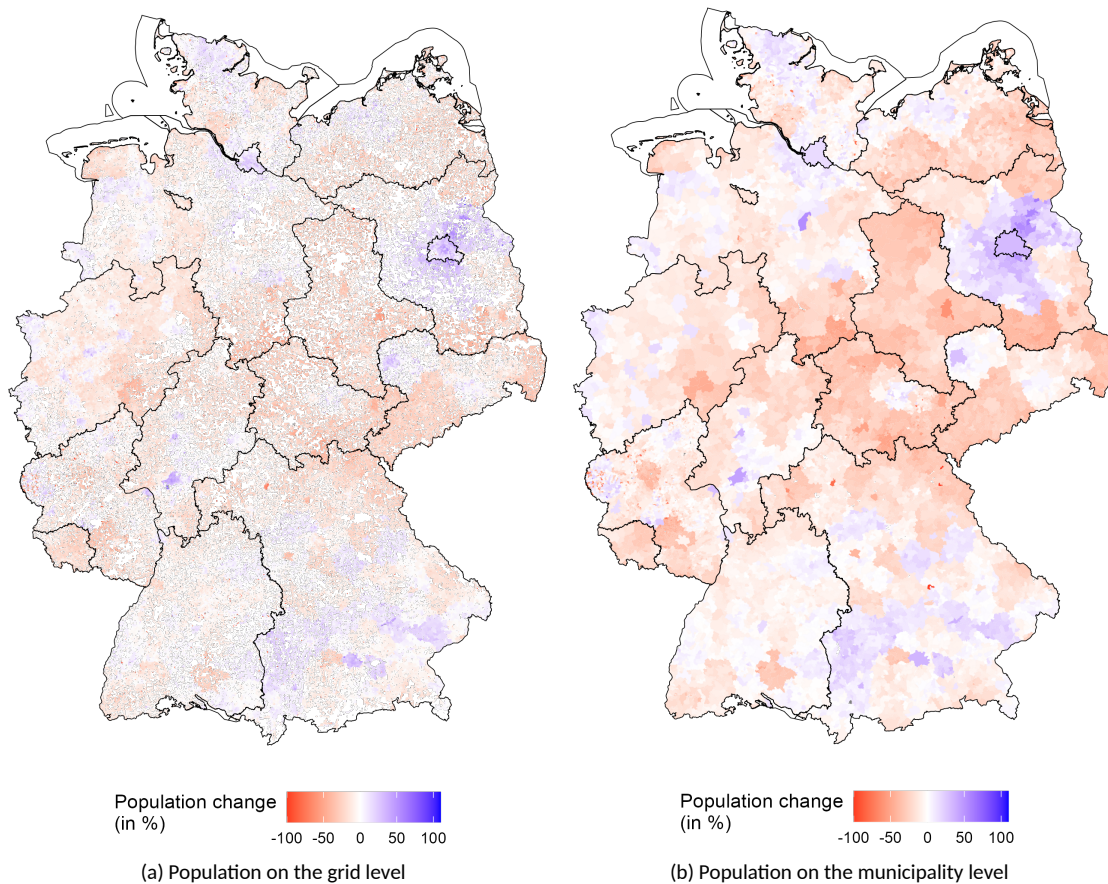 Population change
(in %)
-100 -50 0 50 100
(a) Population on the grid level
Population change
(in %)
-100 -50 0 50 100
(b) Population on the municipality level